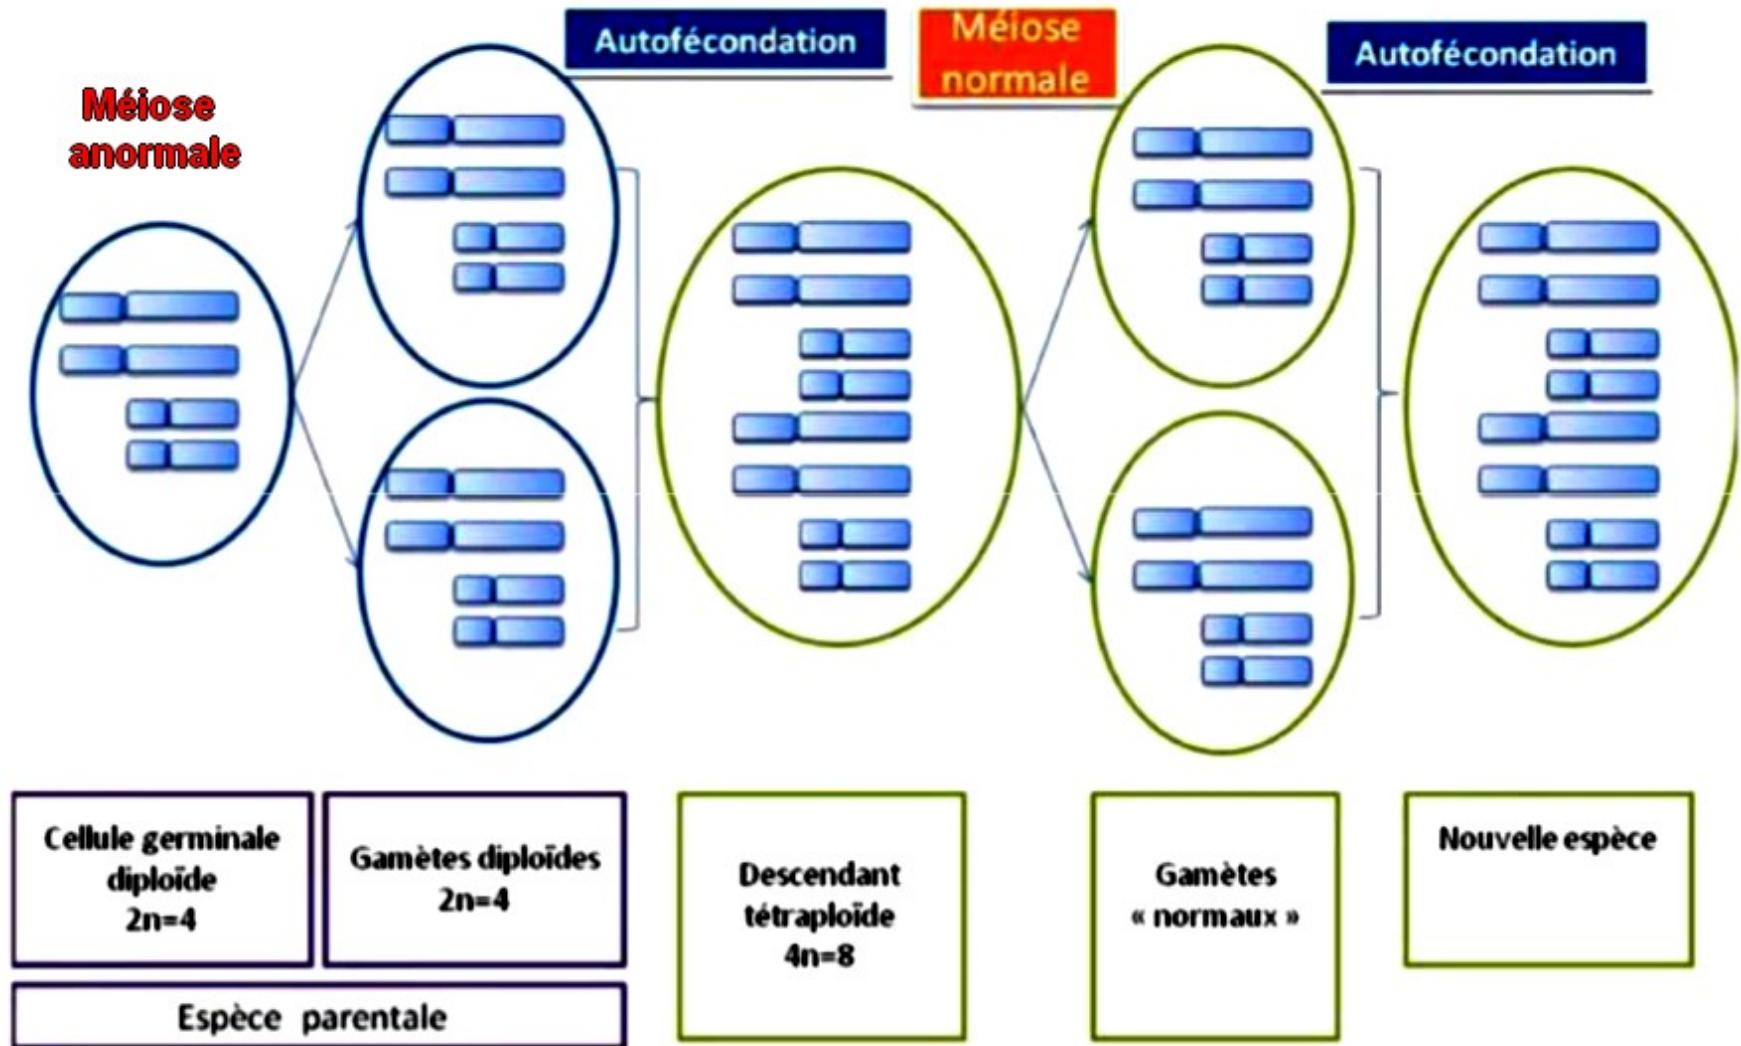 Autofécondation
Méiose
normale
Autofécondation
Méiose
anormale
Cellule germinale
diploïde
2n=4
Gamètes diploïdes
2n=4
Descendant
tétraploïde
4n=8
Gamètes
« normaux »
Nouvelle espèce
Espèce parentale